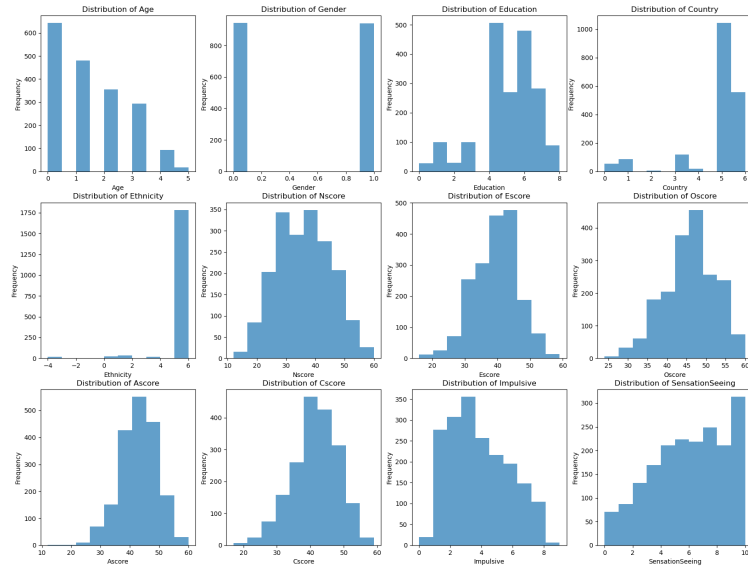 Distribution of Age
Frequency
600
500
400
300
200
100
0
0 1 2 3 4 5
Age
Distribution of Gender
Frequency
800
600
400
200
0
0.0 0.2 0.4 0.6 0.8 1.0
Gender
Distribution of Education
Frequency
500
400
300
200
100
0
0 2 4 6 8
Education
Distribution of Country
Frequency
1000
800
600
400
200
0
0 1 2 3 4 5 6
Country
Distribution of Ethnicity
Frequency
1750
1500
1250
1000
750
500
250
0
−4 −2 0 2 4 6
Ethnicity
Distribution of Nscore
Frequency
350
300
250
200
150
100
50
0
10 20 30 40 50 60
Nscore
Distribution of Escore
Frequency
500
400
300
200
100
0
20 30 40 50 60
Escore
Distribution of Oscore
Frequency
400
300
200
100
0
25 30 35 40 45 50 55 60
Oscore
Distribution of Ascore
Frequency
500
400
300
200
100
0
10 20 30 40 50 60
Ascore
Distribution of Cscore
Frequency
400
300
200
100
0
20 30 40 50 60
Cscore
Distribution of Impulsive
Frequency
350
300
250
200
150
100
50
0
0 2 4 6 8
Impulsive
Distribution of SensationSeeing
Frequency
300
250
200
150
100
50
0
0 2 4 6 8 10
SensationSeeing